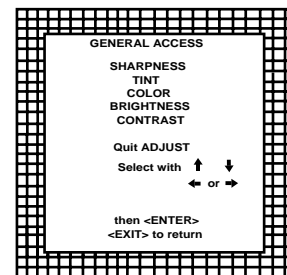 GENERAL ACCESS
SHARPNESS
TINT
COLOR
BRIGHTNESS
CONTRAST
Quit ADJUST
Select with ↑ ↓
← or →
then <ENTER>
<EXIT> to return